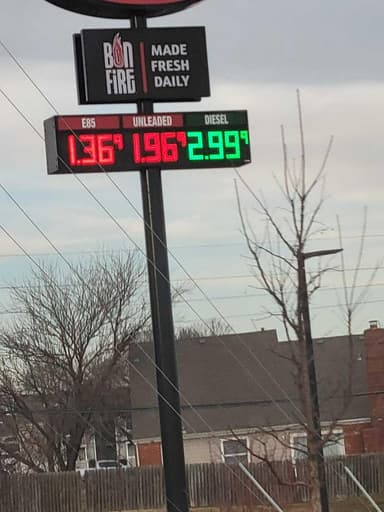 BON
FIRE
MADE
FRESH
DAILY
E85 UNLEADED DIESEL
1.36⁹ 1.96⁹ 2.99⁹